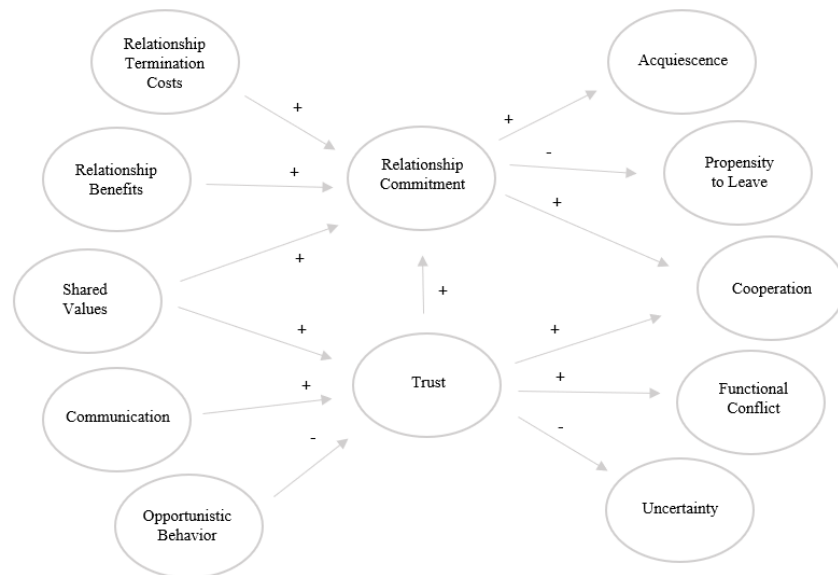 Relationship
Termination
Costs
Acquiescence
+
+
-
Relationship
Benefits
+
Relationship
Commitment
Propensity
to Leave
+
+
Shared
Values
+
Cooperation
+
+
Trust
+
+
Functional
Conflict
Communication
-
-
Opportunistic
Behavior
Uncertainty